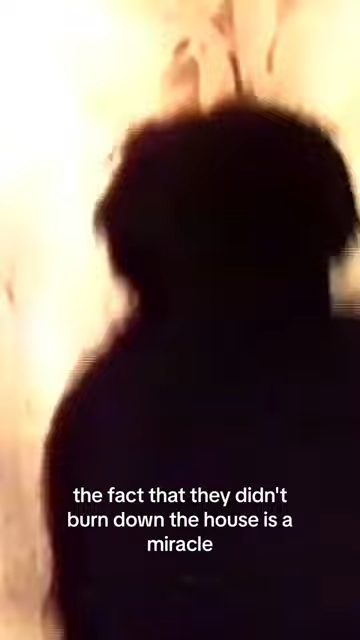 the fact that they didn't
burn down the house is a
miracle